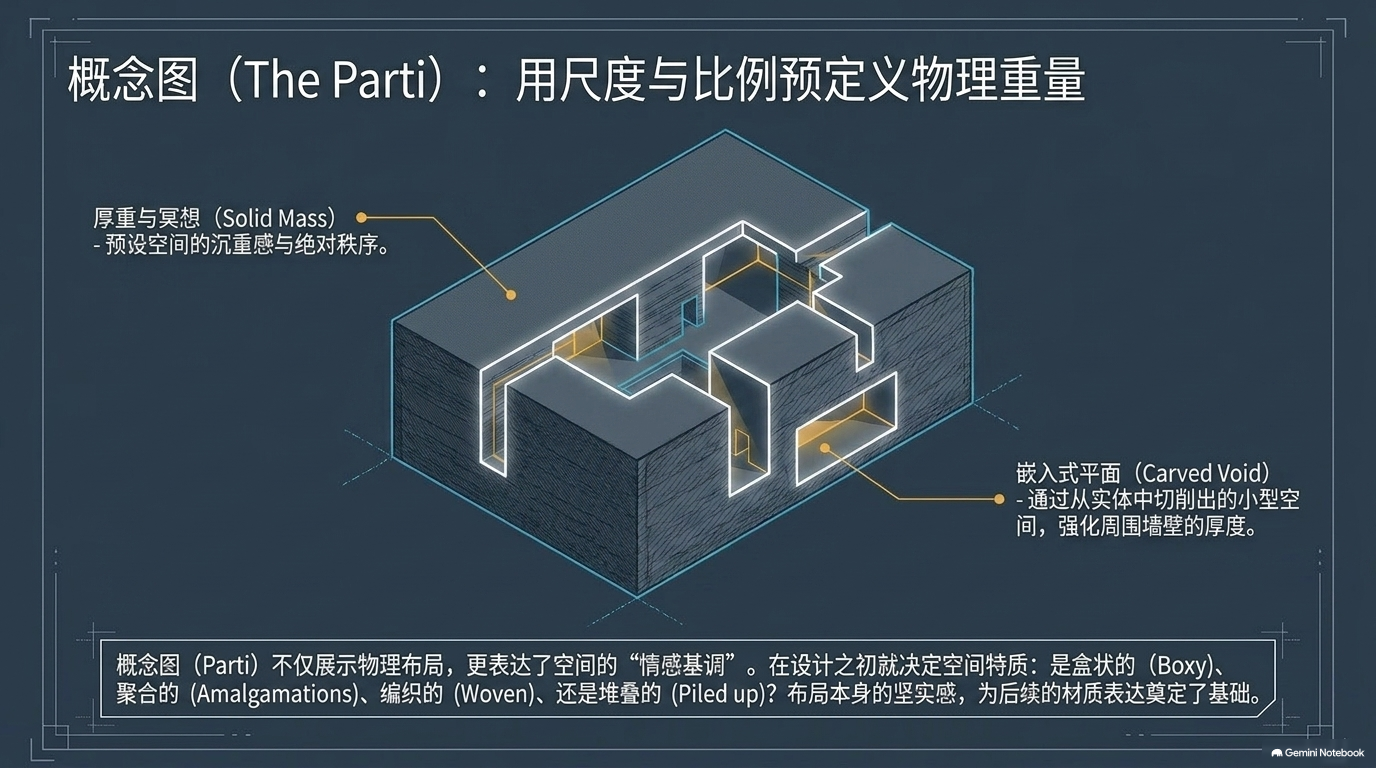 概念图（The Parti）：用尺度与比例预定义物理重量
厚重与冥想（Solid Mass）
- 预设空间的沉重感与绝对秩序。
嵌入式平面（Carved Void）
- 通过从实体中切削出的小型空
间，强化周围墙壁的厚度。
概念图（Parti）不仅展示物理布局，更表达了空间的“情感基调”。在设计之初就决定空间特质：是盒状的（Boxy)、
聚合的 (Amalgamations)、编织的 (Woven)、还是堆叠的 (Piled up)？布局本身的坚实感，为后续的材质表达奠定了基础。
Gemini Notebook